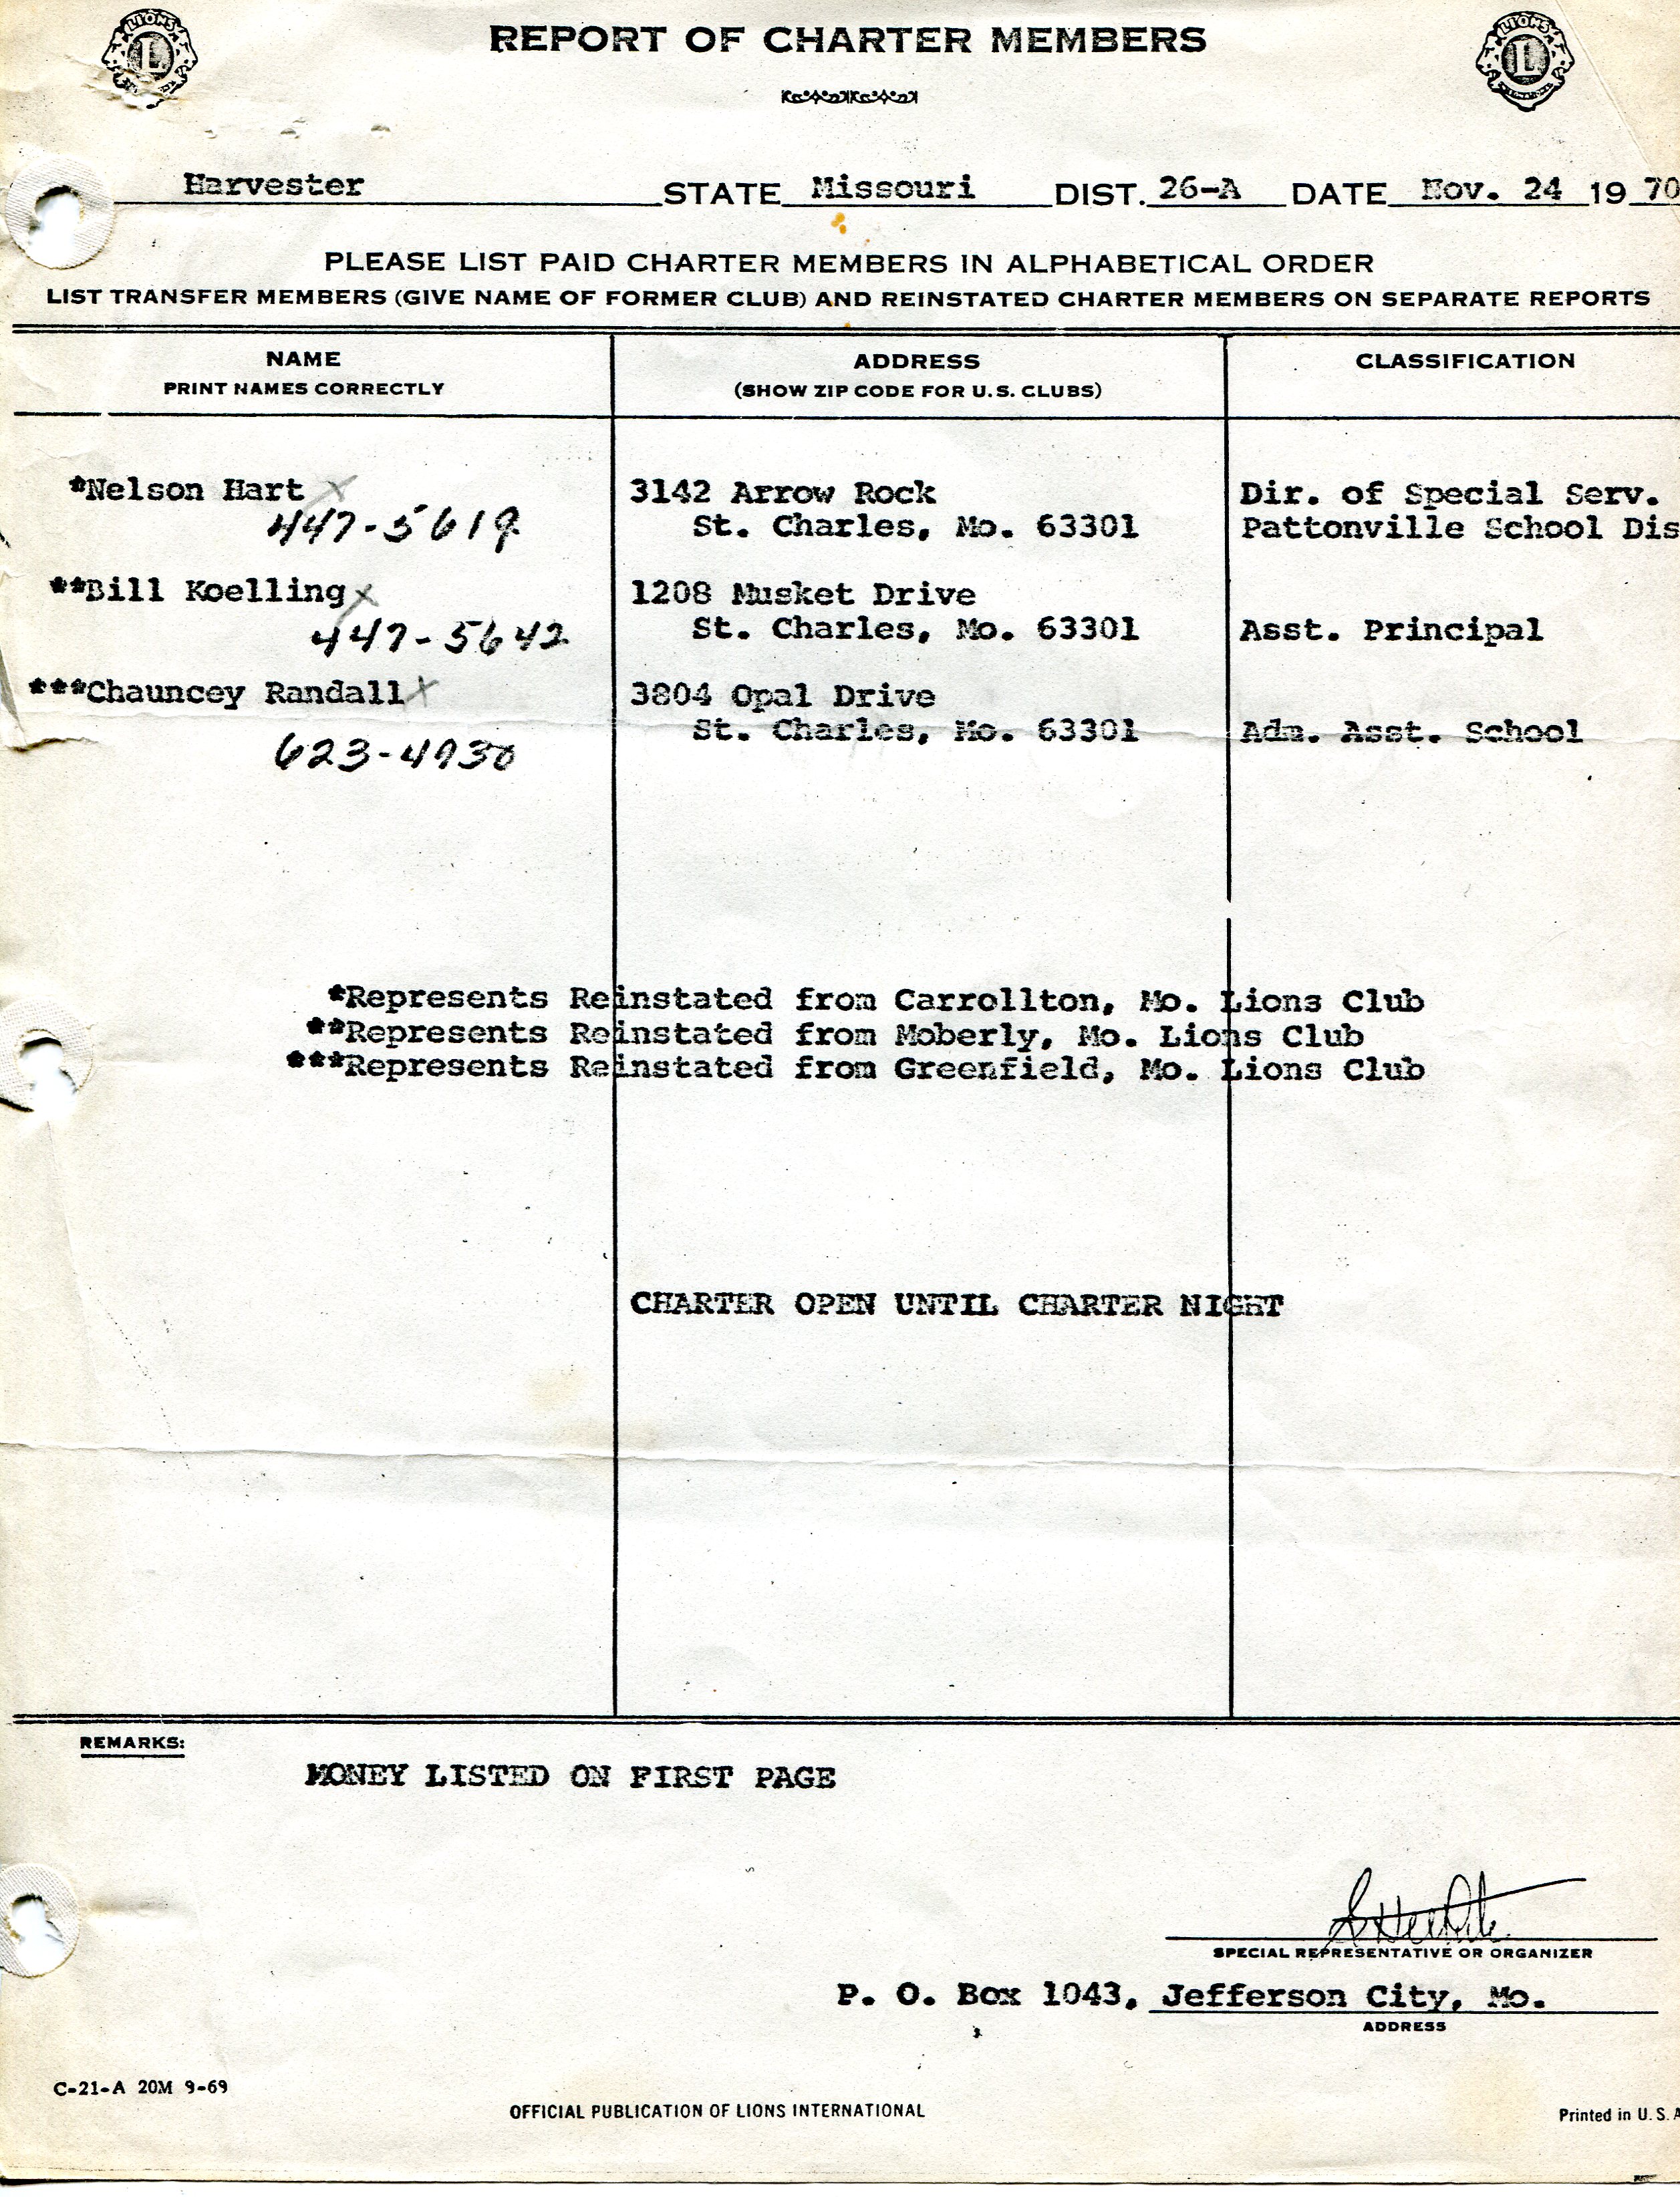 LIONS L
REPORT OF CHARTER MEMBERS
LIONS L INTERNATIONAL
Harvester STATE Missouri DIST. 26-A DATE Nov. 24 19 70
PLEASE LIST PAID CHARTER MEMBERS IN ALPHABETICAL ORDER
LIST TRANSFER MEMBERS (GIVE NAME OF FORMER CLUB) AND REINSTATED CHARTER MEMBERS ON SEPARATE REPORTS
NAME ADDRESS CLASSIFICATION
PRINT NAMES CORRECTLY (SHOW ZIP CODE FOR U.S. CLUBS)
*Nelson Hart x 3142 Arrow Rock Dir. of Special Serv.
447-5619 St. Charles, Mo. 63301 Pattonville School Dis
**Bill Koelling x 1208 Musket Drive
447-5642 St. Charles, Mo. 63301 Asst. Principal
***Chauncey Randall x 3804 Opal Drive
St. Charles, Mo. 63301 Adm. Asst. School
623-4930
*Represents Reinstated from Carrollton, Mo. Lions Club
**Represents Reinstated from Moberly, Mo. Lions Club
***Represents Reinstated from Greenfield, Mo. Lions Club
CHARTER OPEN UNTIL CHARTER NIGHT
REMARKS:
MONEY LISTED ON FIRST PAGE
SPECIAL REPRESENTATIVE OR ORGANIZER
P. O. Box 1043, Jefferson City, Mo.
ADDRESS
C-21-A 20M 9-69
OFFICIAL PUBLICATION OF LIONS INTERNATIONAL
Printed in U.S.A